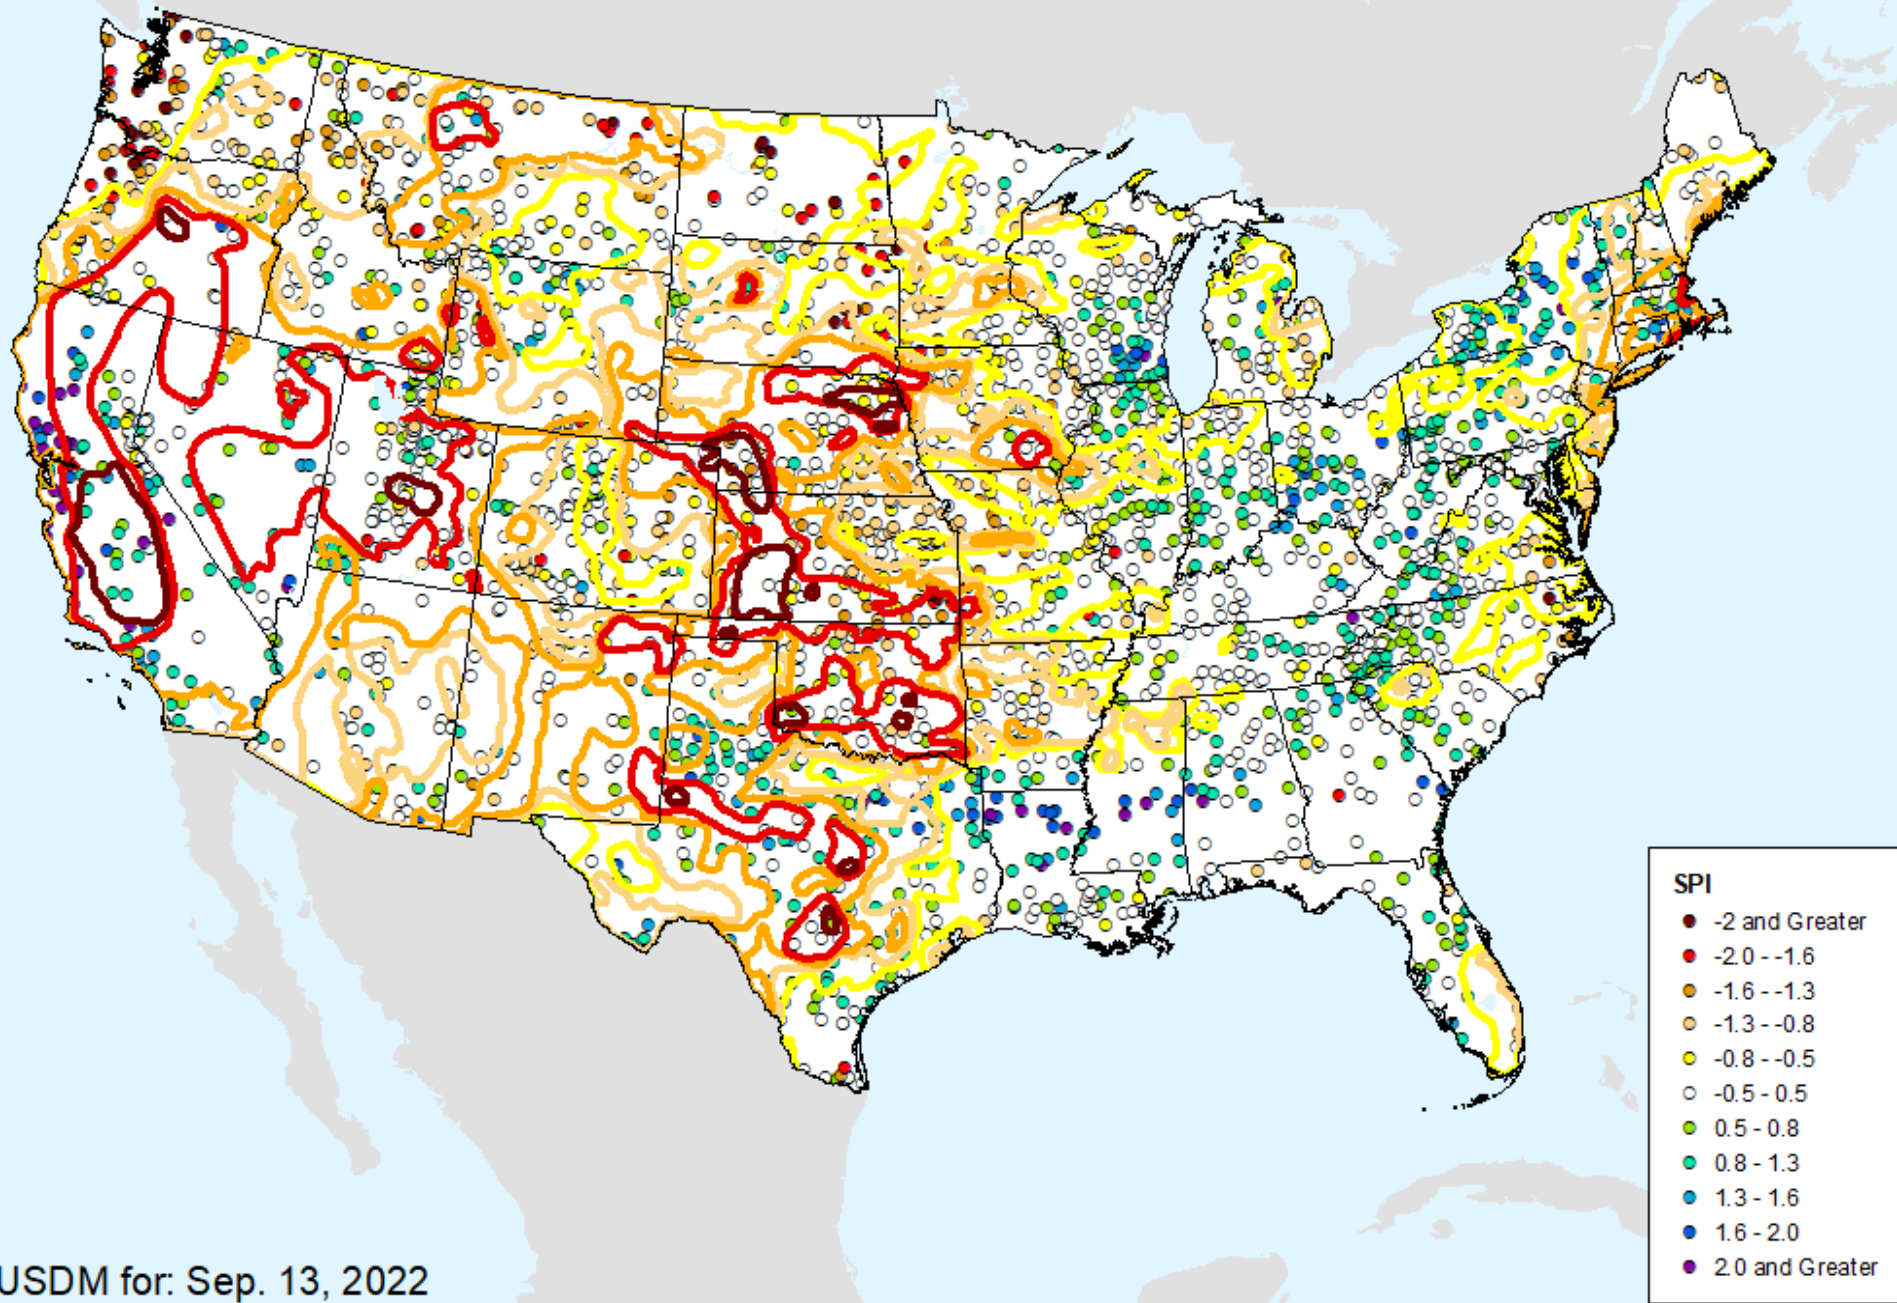 SPI
-2 and Greater
-2.0 - -1.6
-1.6 - -1.3
-1.3 - -0.8
-0.8 - -0.5
-0.5 - 0.5
0.5 - 0.8
0.8 - 1.3
1.3 - 1.6
1.6 - 2.0
2.0 and Greater
USDM for: Sep. 13, 2022